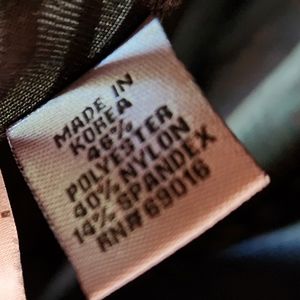 MADE IN
KOREA
46%
POLYESTER
40% NYLON
14% SPANDEX
RN# 69016